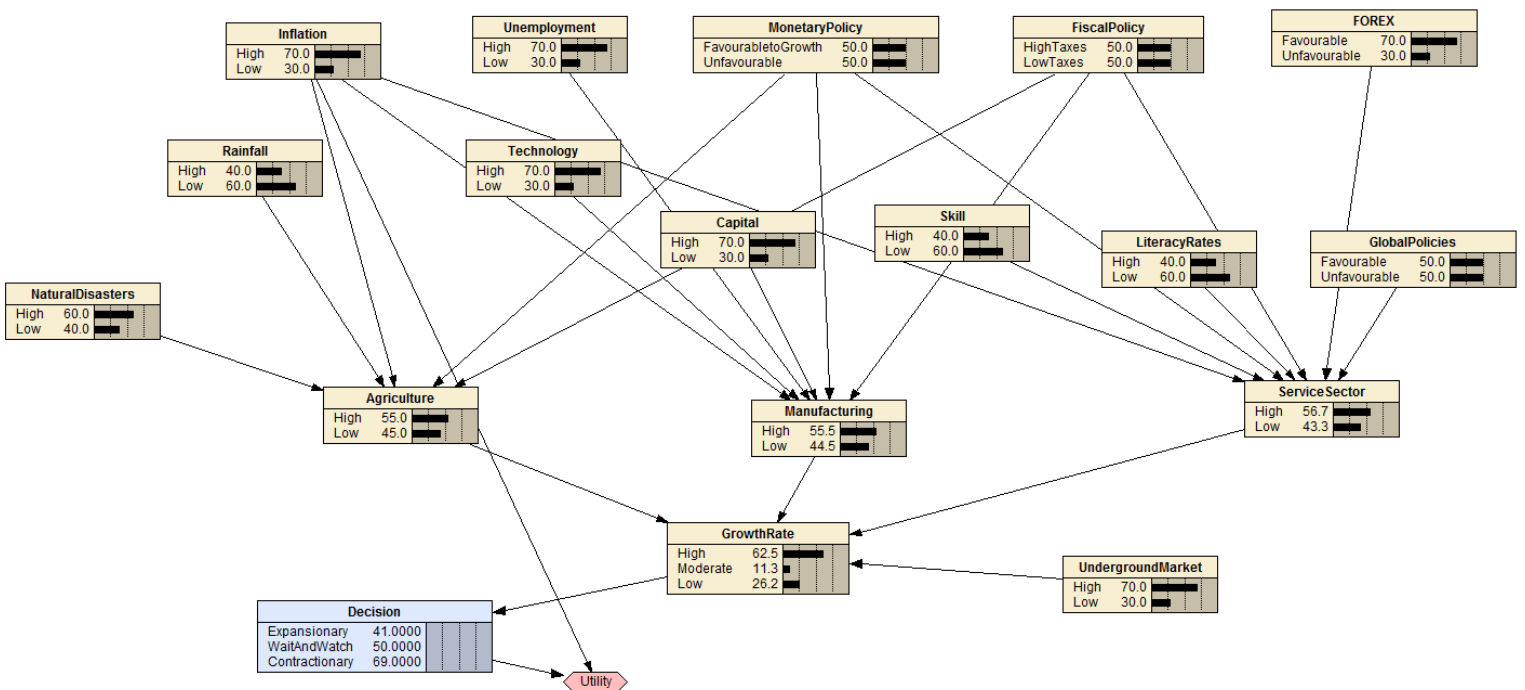 Inflation
High 70.0
Low 30.0
Unemployment
High 70.0
Low 30.0
MonetaryPolicy
FavourabletoGrowth 50.0
Unfavourable 50.0
FiscalPolicy
HighTaxes 50.0
LowTaxes 50.0
FOREX
Favourable 70.0
Unfavourable 30.0
Rainfall
High 40.0
Low 60.0
Technology
High 70.0
Low 30.0
Capital
High 70.0
Low 30.0
Skill
High 40.0
Low 60.0
LiteracyRates
High 40.0
Low 60.0
GlobalPolicies
Favourable 50.0
Unfavourable 50.0
NaturalDisasters
High 60.0
Low 40.0
Agriculture
High 55.0
Low 45.0
Manufacturing
High 55.5
Low 44.5
ServiceSector
High 56.7
Low 43.3
GrowthRate
High 62.5
Moderate 11.3
Low 26.2
UndergroundMarket
High 70.0
Low 30.0
Decision
Expansionary 41.0000
WaitAndWatch 50.0000
Contractionary 69.0000
Utility